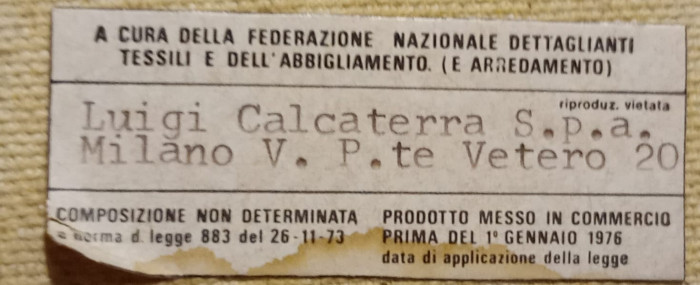 A CURA DELLA FEDERAZIONE NAZIONALE DETTAGLIANTI
TESSILI E DELL'ABBIGLIAMENTO. (E ARREDAMENTO)
riproduz. vietata
Luigi Calcaterra S.p.a.
Milano V. P.te Vetero 20
COMPOSIZIONE NON DETERMINATA
norma d. legge 883 del 26-11-73
PRODOTTO MESSO IN COMMERCIO
PRIMA DEL 1º GENNAIO 1976
data di applicazione della legge